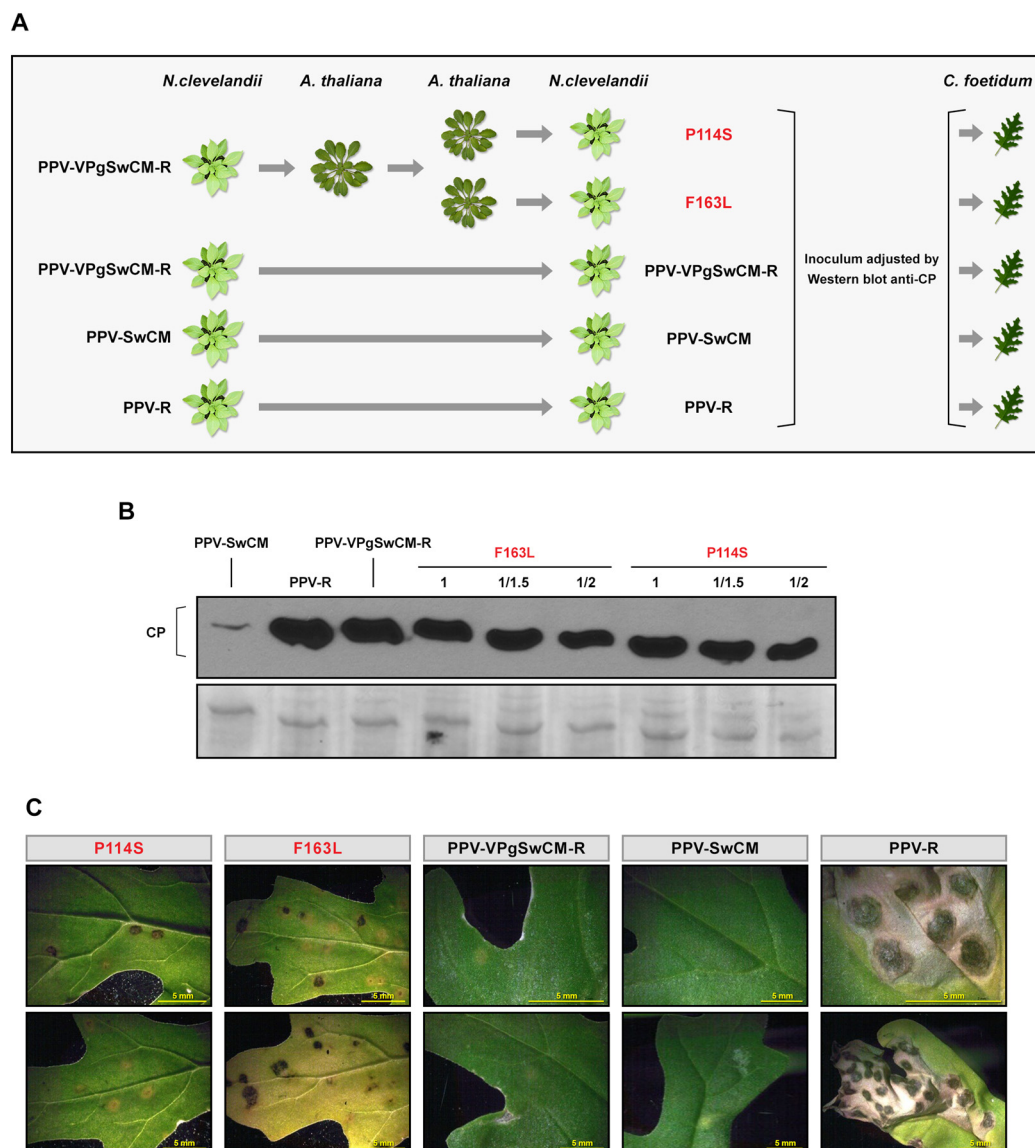 A
N.clevelandii A. thaliana A. thaliana N.clevelandii C. foetidum
P114S
PPV-VPgSwCM-R
F163L
PPV-VPgSwCM-R PPV-VPgSwCM-R
Inoculum adjusted by
Western blot anti-CP
PPV-SwCM PPV-SwCM
PPV-R PPV-R
B
PPV-SwCM PPV-VPgSwCM-R
F163L P114S
PPV-R 1 1/1.5 1/2 1 1/1.5 1/2
CP
C
P114S F163L PPV-VPgSwCM-R PPV-SwCM PPV-R
5 mm 5 mm 5 mm 5 mm 5 mm
5 mm 5 mm 5 mm 5 mm 5 mm